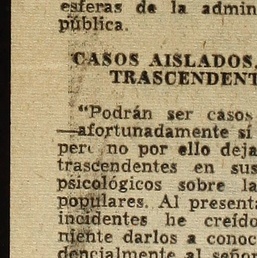 esferas de la admin
pública.
CASOS AISLADOS,
TRASCENDENT
"Podrán ser casos
—afortunadamente sí
pero no por ello deja
trascendentes en sus
psicológicos sobre la
populares. Al presenta
incidentes he creído
niente darlos a conoc
dencialmente al señor